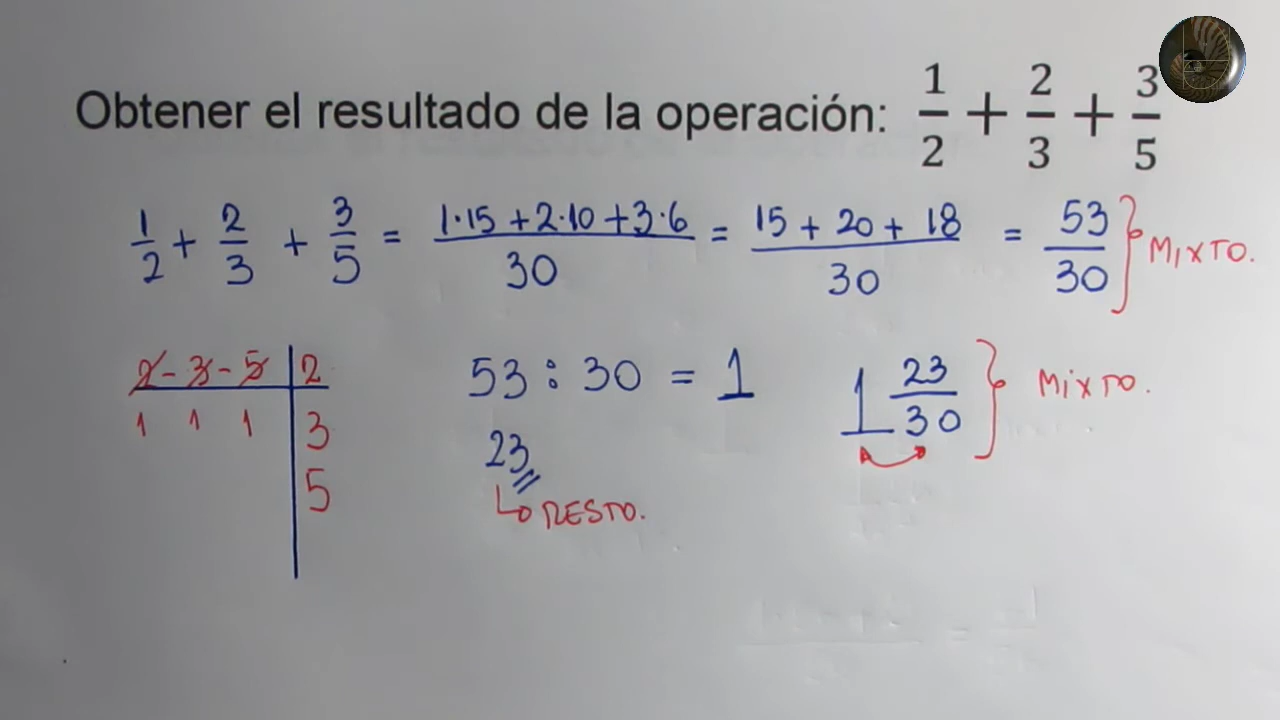 Obtener el resultado de la operación: 1/2 + 2/3 + 3/5
1/2 + 2/3 + 3/5 = (1·15 + 2·10 + 3·6)/30 = (15 + 20 + 18)/30 = 53/30 } MIXTO.
2 - 3 - 5 | 2
1 1 1 | 3
5
53 : 30 = 1
23
↳ RESTO.
1 23/30 } MIXTO.